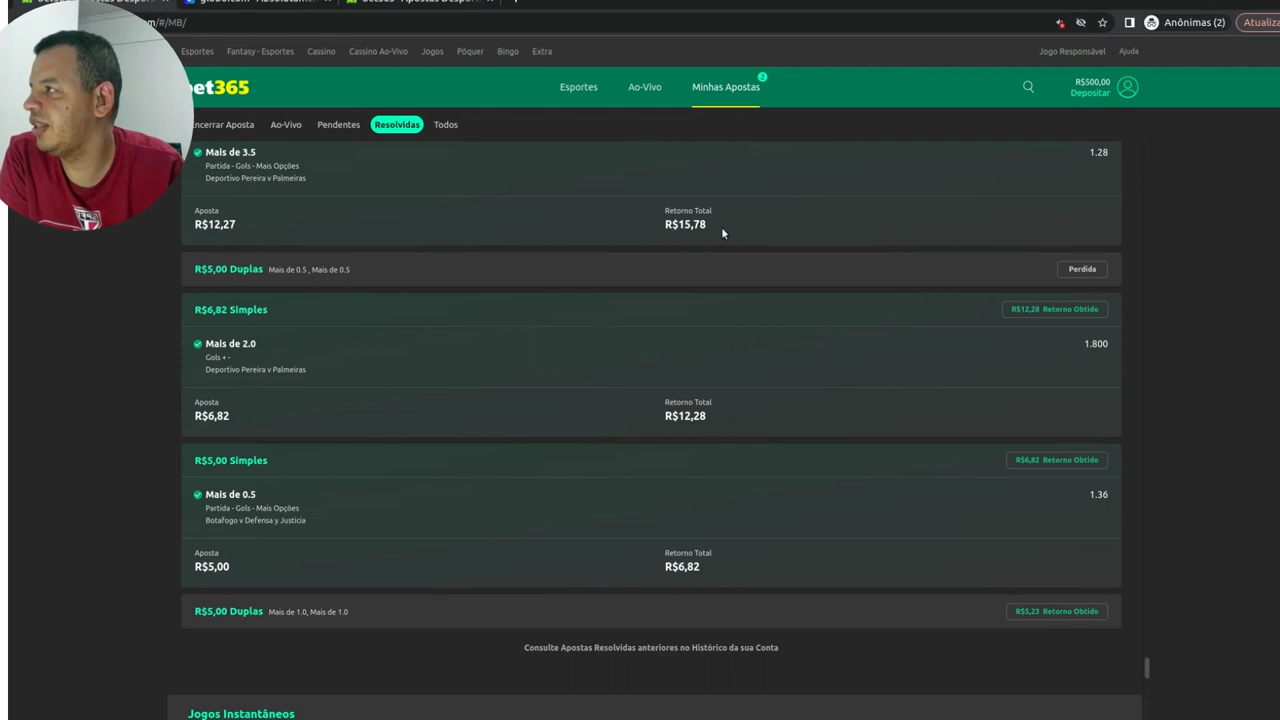 om/#/MB/
Anônimas (2)
Atualiza
Esportes Fantasy - Esportes Cassino Cassino Ao-Vivo Jogos Pôquer Bingo Extra
Jogo Responsável Ajuda
bet365
Esportes Ao-Vivo Minhas Apostas 2
R$500,00
Depositar
ncerrar Aposta Ao-Vivo Pendentes Resolvidas Todos
Mais de 3.5 1.28
Partida - Gols - Mais Opções
Deportivo Pereira v Palmeiras
Aposta Retorno Total
R$12,27 R$15,78
R$5,00 Duplas Mais de 0.5 , Mais de 0.5 Perdida
R$6,82 Simples R$12,28 Retorno Obtido
Mais de 2.0 1.800
Gols + -
Deportivo Pereira v Palmeiras
Aposta Retorno Total
R$6,82 R$12,28
R$5,00 Simples R$6,82 Retorno Obtido
Mais de 0.5 1.36
Partida - Gols - Mais Opções
Botafogo v Defensa y Justicia
Aposta Retorno Total
R$5,00 R$6,82
R$5,00 Duplas Mais de 1.0, Mais de 1.0 R$5,23 Retorno Obtido
Consulte Apostas Resolvidas anteriores no Histórico da sua Conta
Jogos Instantâneos